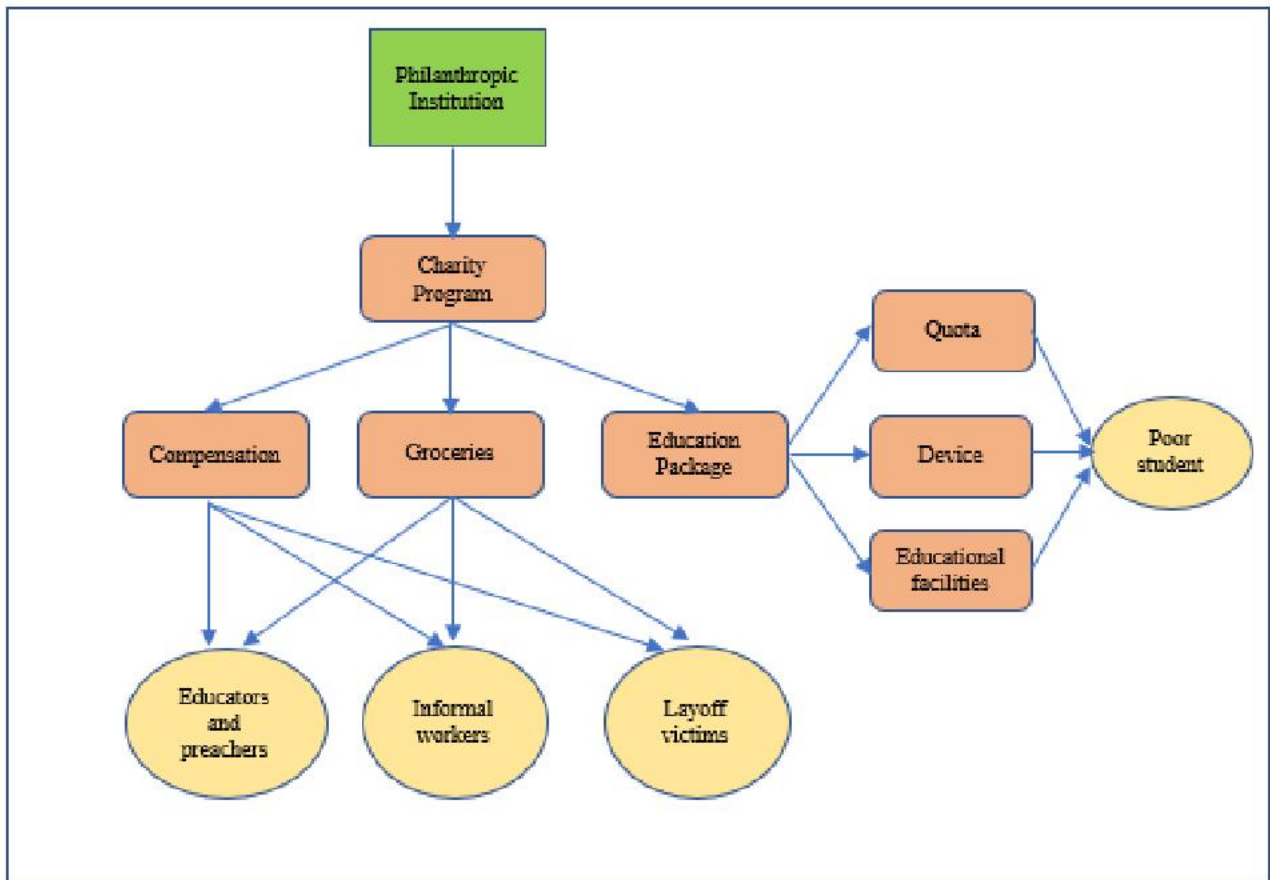 Philanthropic
Institution
Charity
Program
Compensation
Groceries
Education
Package
Quota
Device
Educational
facilities
Poor
student
Educators
and
preachers
Informal
workers
Layoff
victims